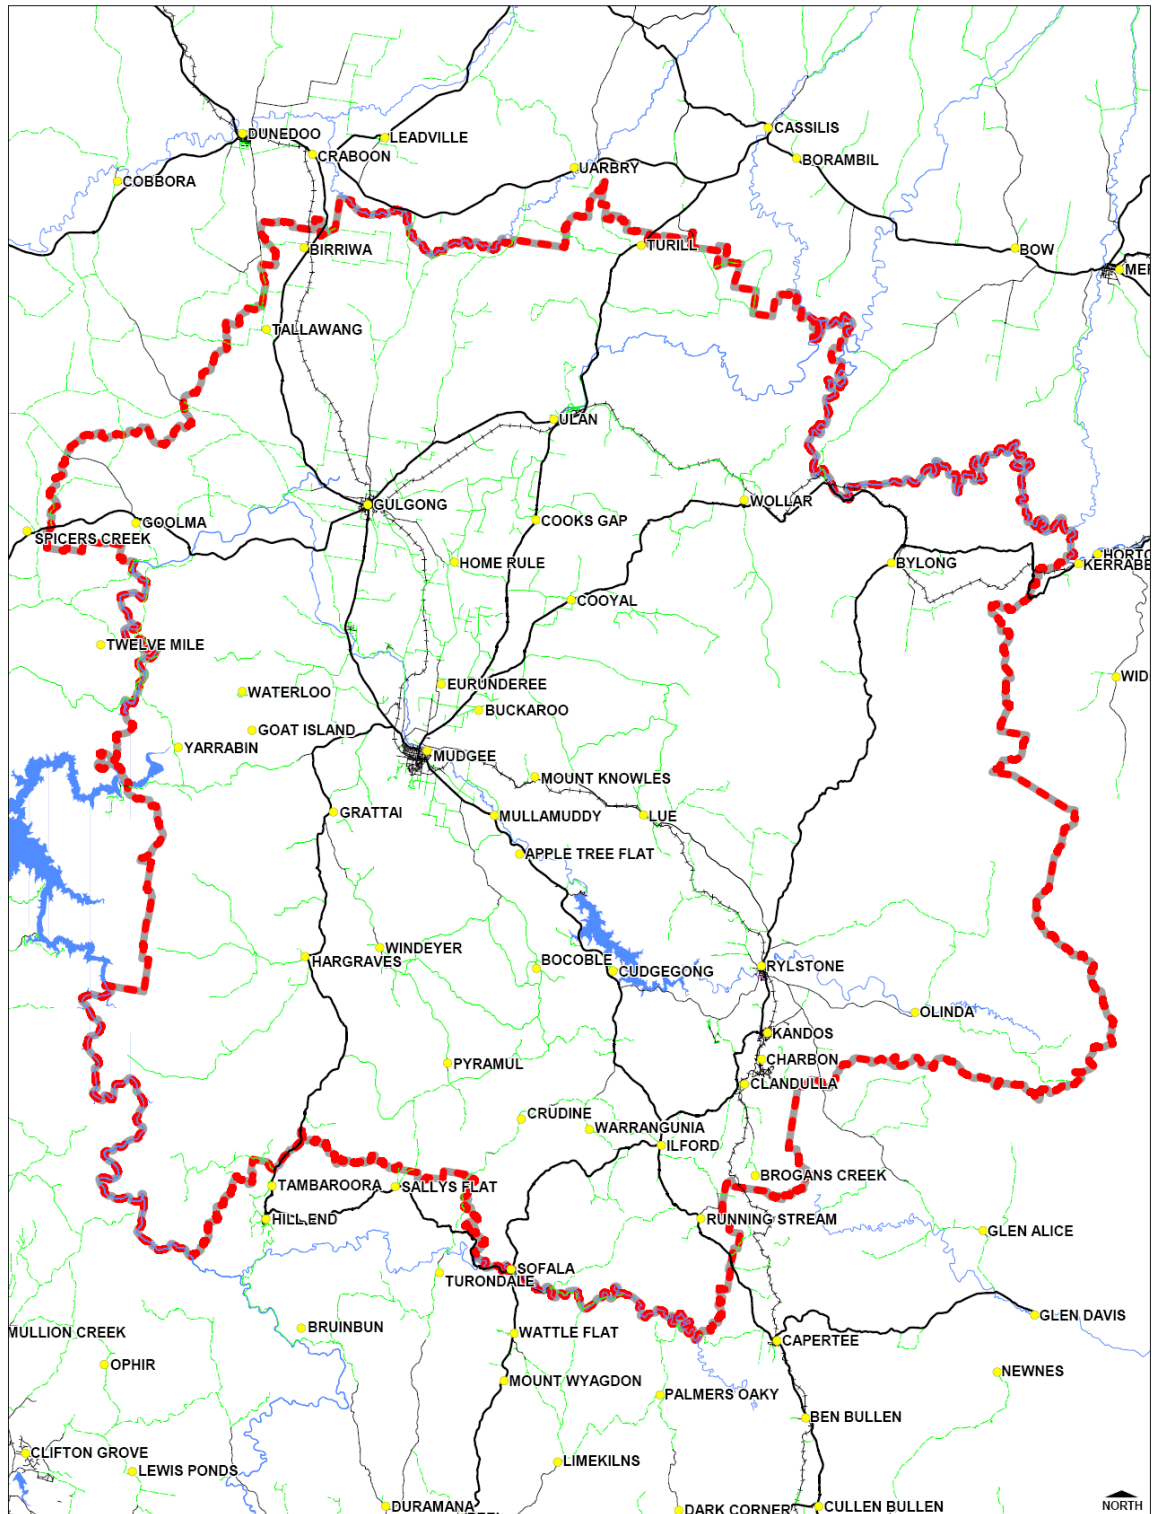 CASSILIS
DUNEDOO
LEADVILLE
CRABOON
BORAMBIL
UARBRY
COBBORA
TURILL
BIRRIWA
BOW
MER
TALLAWANG
ULAN
WOLLAR
GULGONG
COOKS GAP
GOOLMA
SPICERS CREEK
HOME RULE
BYLONG
THORTO
KERRABE
COOYAL
TWELVE MILE
WID
EURUNDEREE
WATERLOO
BUCKAROO
GOAT ISLAND
YARRABIN
MUDGEE
MOUNT KNOWLES
GRATTAI
MULLAMUDDY
LUE
APPLE TREE FLAT
WINDEYER
HARGRAVES
BOCOBLE
CUDGEGONG
RYLSTONE
OLINDA
KANDOS
CHARBON
PYRAMUL
CLANDULLA
CRUDINE
WARRANGUNIA
ILFORD
BROGANS CREEK
TAMBAROORA
SALLYS FLAT
HILL END
RUNNING STREAM
GLEN ALICE
SOFALA
TURONDALE
GLEN DAVIS
BRUINBUN
MULLION CREEK
WATTLE FLAT
CAPERTEE
OPHIR
NEWNES
MOUNT WYAGDON
PALMERS OAKY
BEN BULLEN
CLIFTON GROVE
LIMEKILNS
LEWIS PONDS
DURAMANA
DARK CORNER
CULLEN BULLEN
NORTH